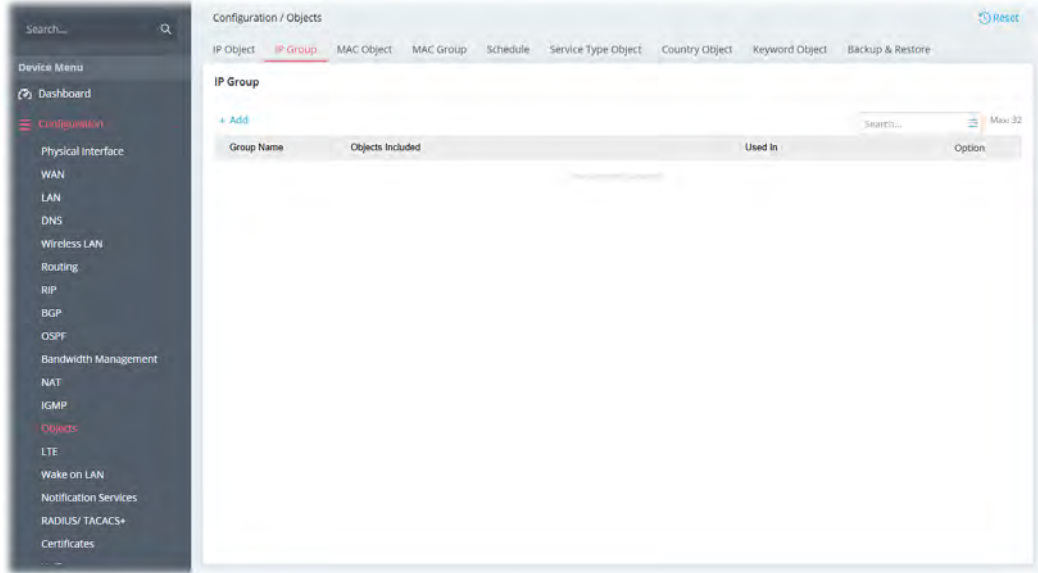 Search...
Device Menu
Dashboard
Configuration
Physical Interface
WAN
LAN
DNS
Wireless LAN
Routing
RIP
BGP
OSPF
Bandwidth Management
NAT
IGMP
Objects
LTE
Wake on LAN
Notification Services
RADIUS/ TACACS+
Certificates
Configuration / Objects
Reset
IP Object IP Group MAC Object MAC Group Schedule Service Type Object Country Object Keyword Object Backup & Restore
IP Group
+ Add
Search...
Max: 32
Group Name Objects Included Used In Option